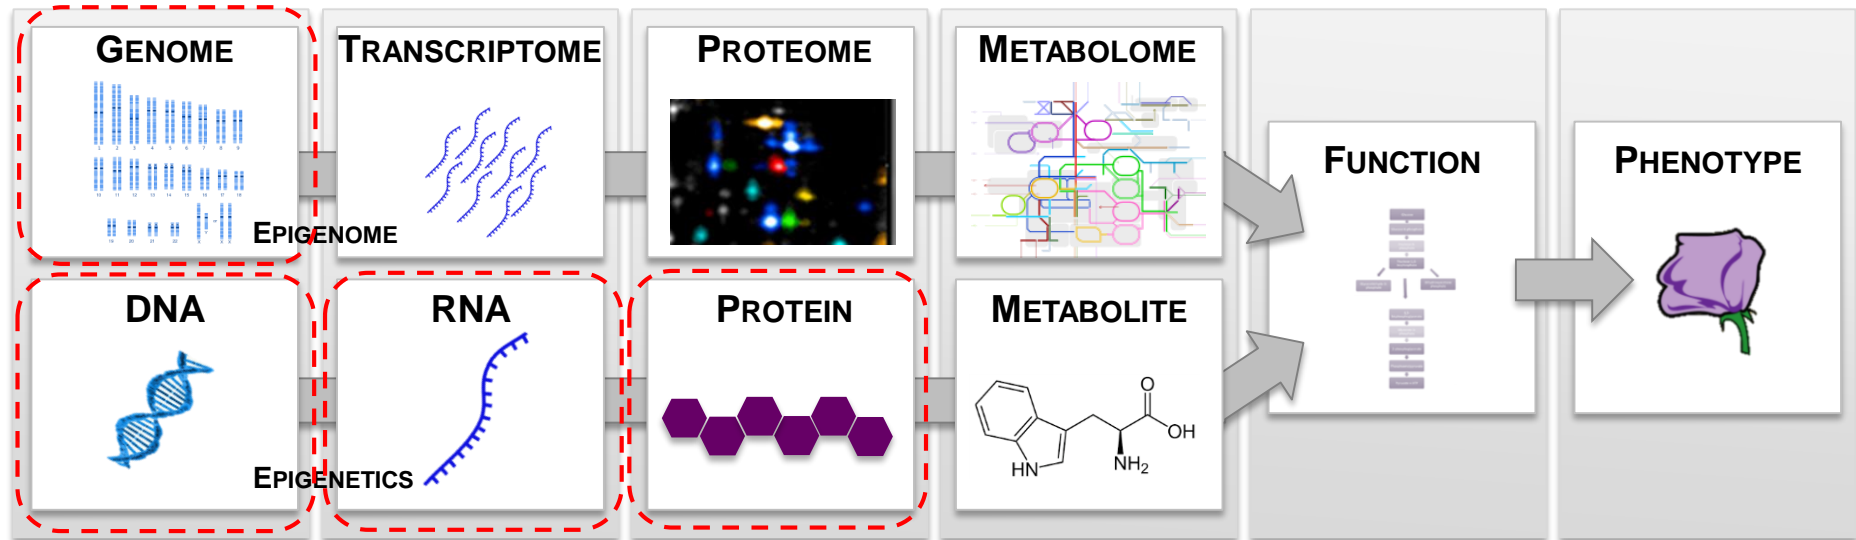 GENOME
TRANSCRIPTOME
PROTEOME
METABOLOME
EPIGENOME
FUNCTION
PHENOTYPE
DNA
RNA
PROTEIN
METABOLITE
O
OH
NH₂
HN
EPIGENETICS